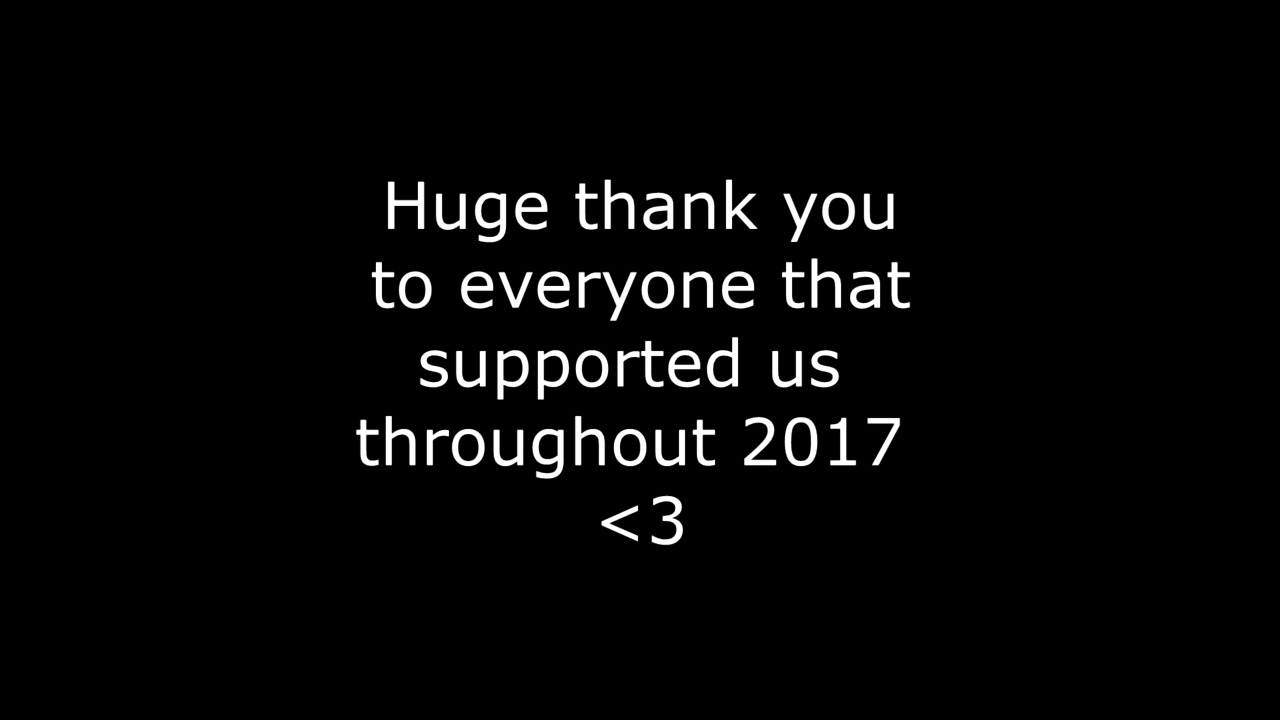 Huge thank you
to everyone that
supported us
throughout 2017
<3